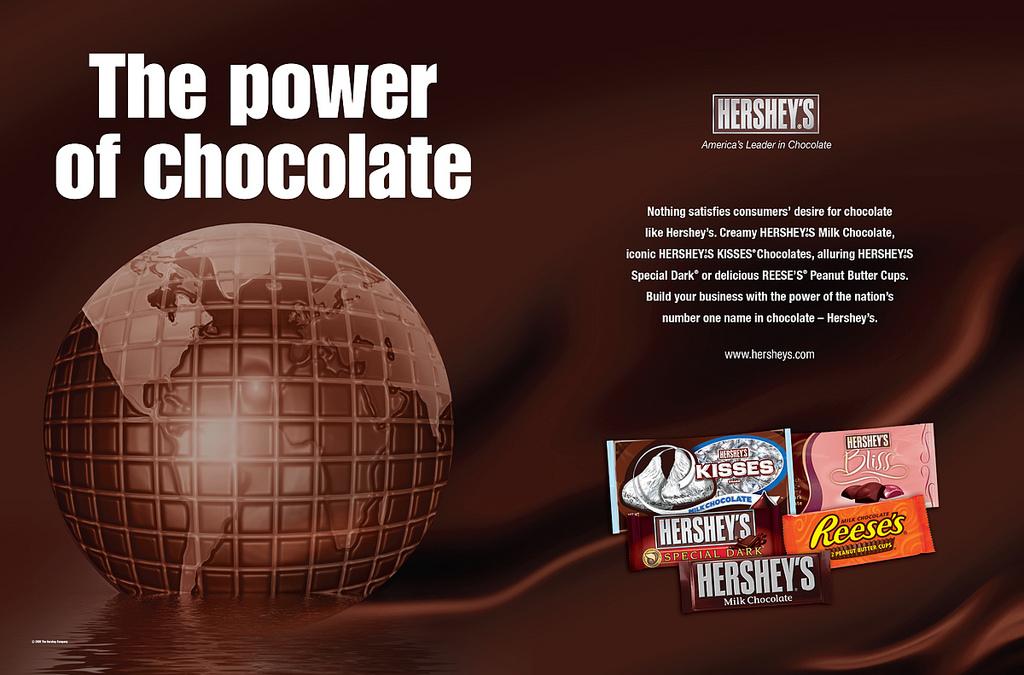 The power
of chocolate
HERSHEY'S
America's Leader in Chocolate
Nothing satisfies consumers' desire for chocolate
like Hershey's. Creamy HERSHEY'S Milk Chocolate,
iconic HERSHEY'S KISSES® Chocolates, alluring HERSHEY'S
Special Dark® or delicious REESE'S® Peanut Butter Cups.
Build your business with the power of the nation's
number one name in chocolate – Hershey's.
www.hersheys.com
HERSHEY'S
KISSES
MILK CHOCOLATE
HERSHEY'S
Bliss
HERSHEY'S
SPECIAL DARK
MILK CHOCOLATE
Reese's
2 PEANUT BUTTER CUPS
HERSHEY'S
Milk Chocolate
The Hershey Company